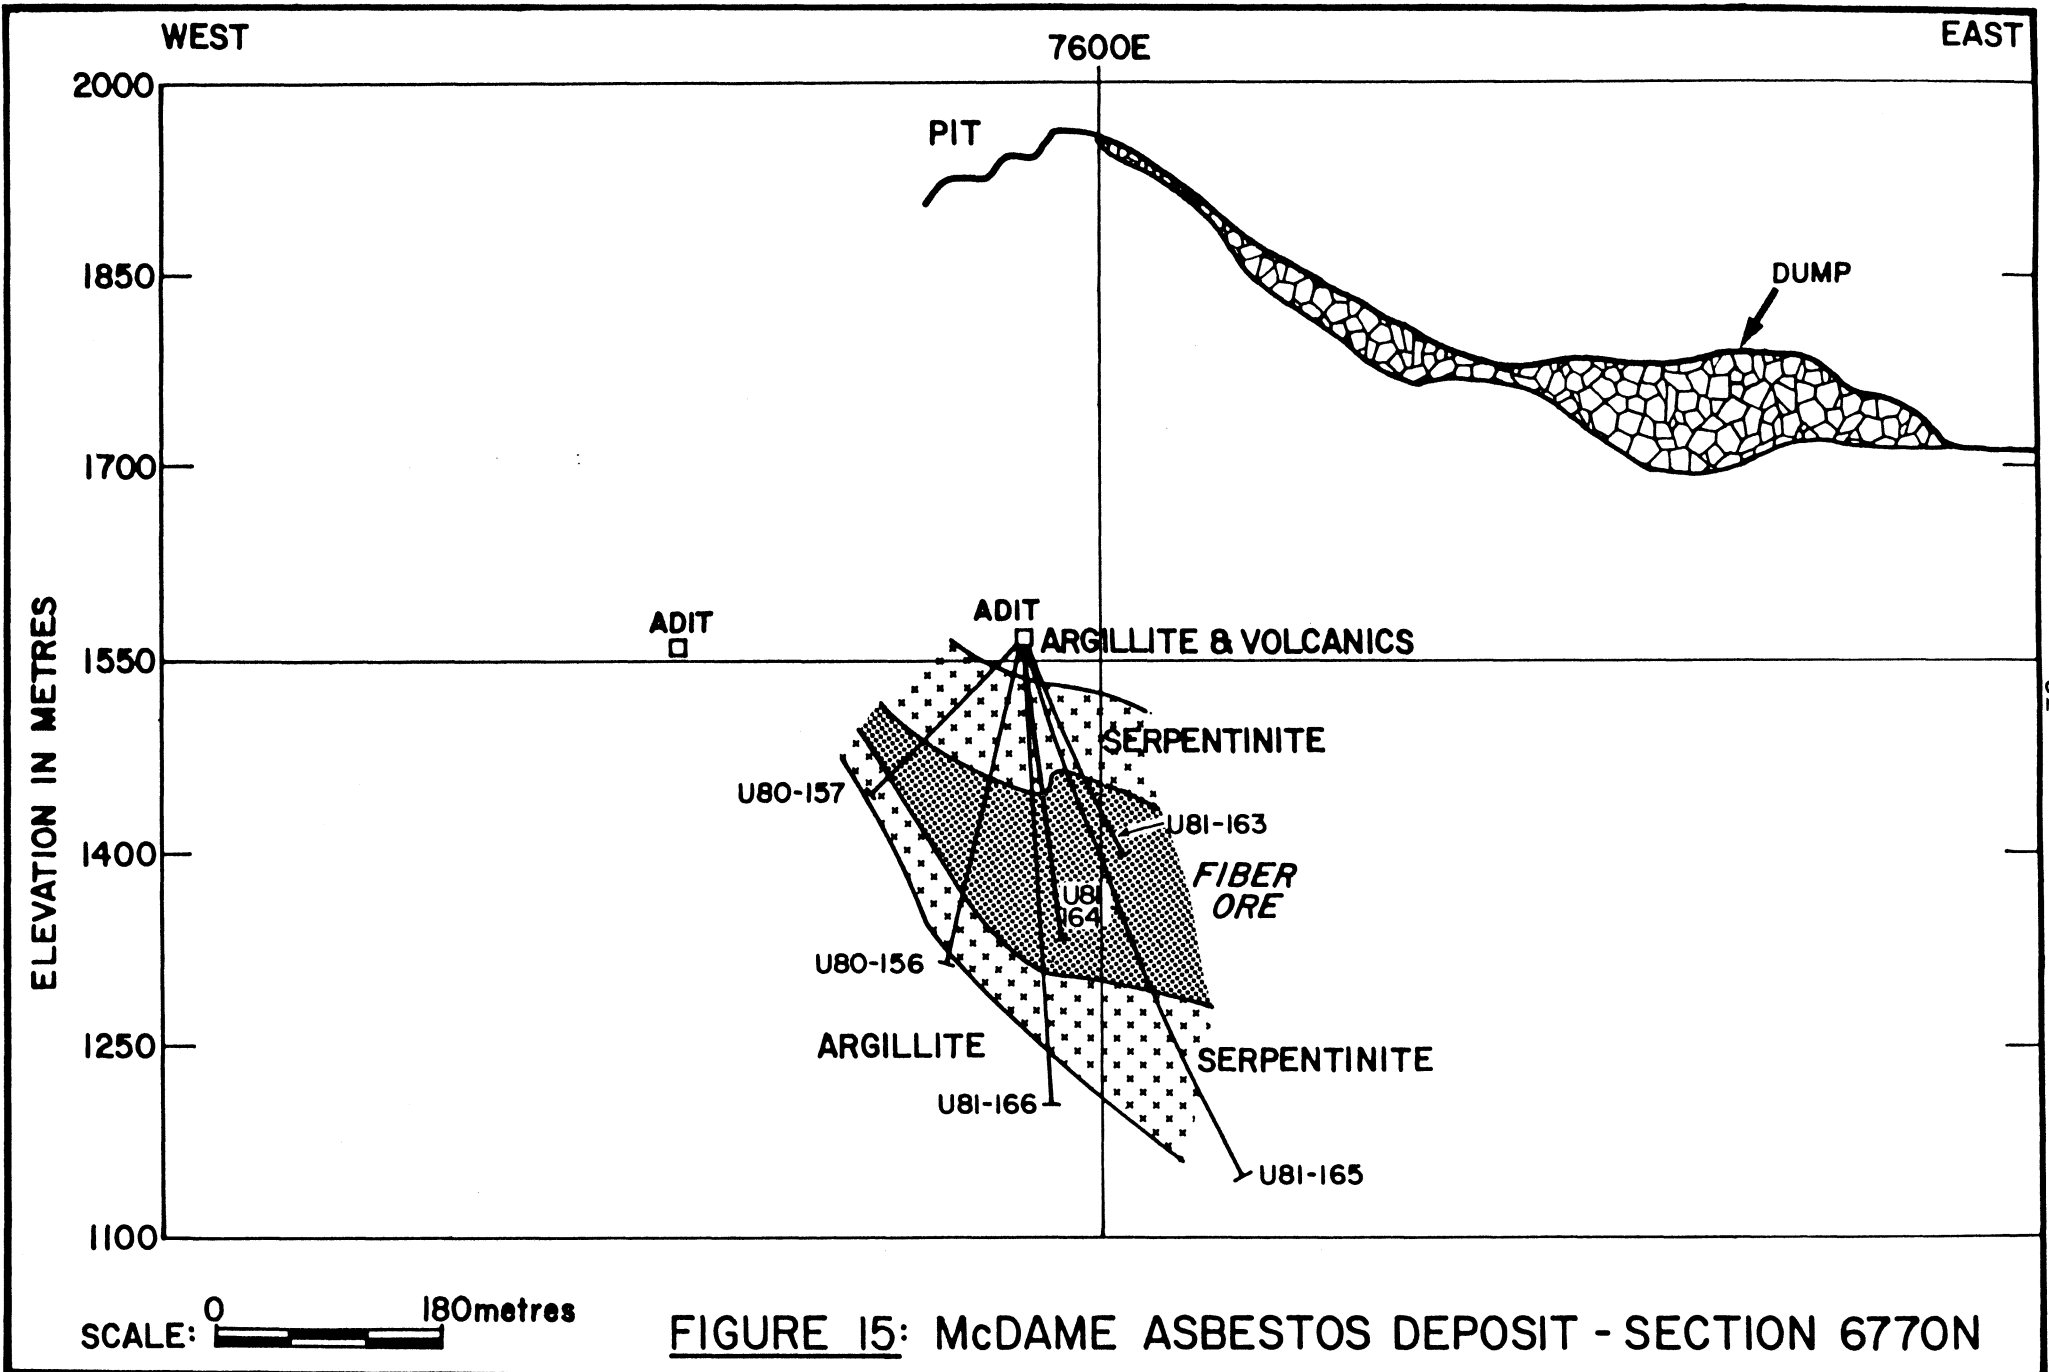 WEST
7600E
EAST
2000
PIT
1850
DUMP
1700
ELEVATION IN METRES
ADIT
ADIT
ARGILLITE & VOLCANICS
1550
SERPENTINITE
U80-157
U81-163
1400
FIBER
ORE
U81
164
U80-156
ARGILLITE
1250
SERPENTINITE
U81-166
U81-165
1100
0 180metres
SCALE:
FIGURE 15: McDAME ASBESTOS DEPOSIT - SECTION 6770N